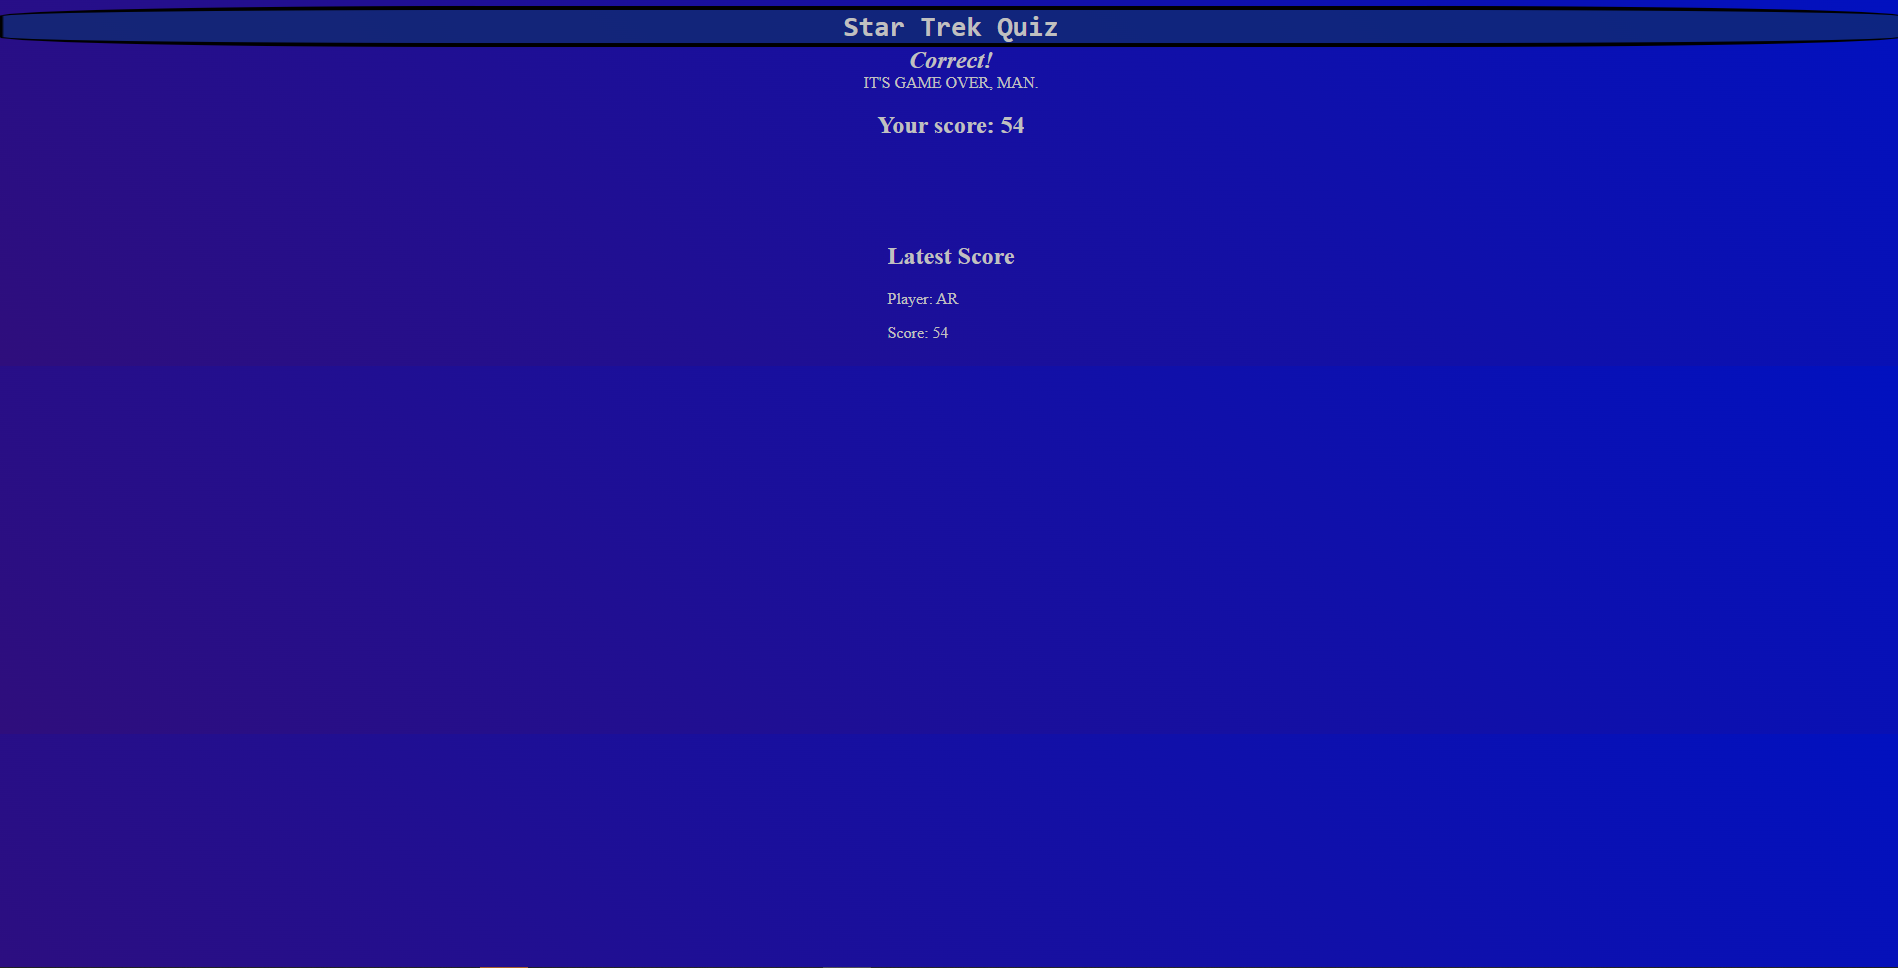 Star Trek Quiz
Correct!
IT'S GAME OVER, MAN.
Your score: 54
Latest Score
Player: AR
Score: 54